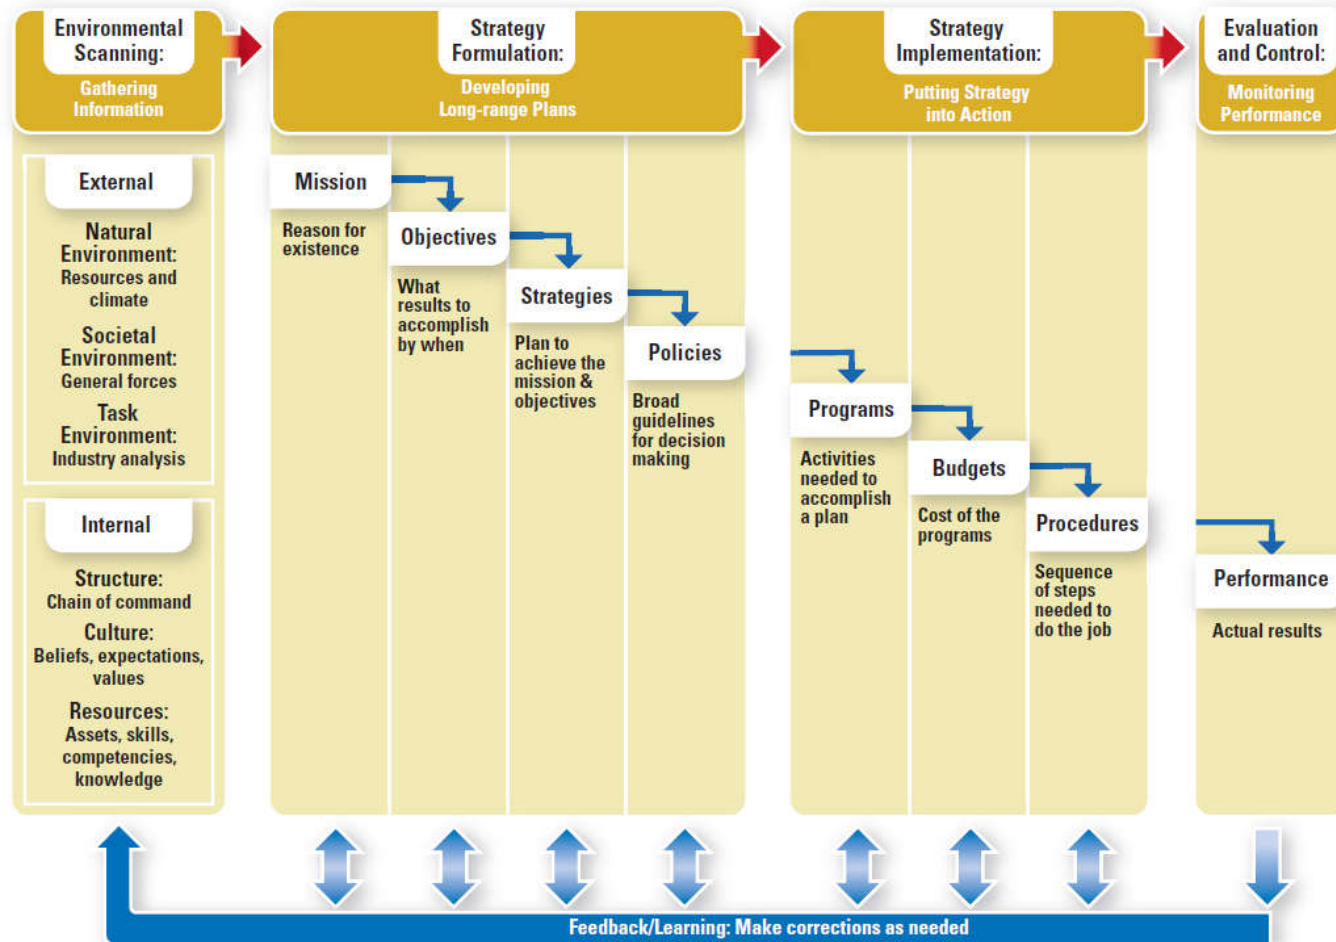 Environmental
Scanning:
Gathering
Information
Strategy
Formulation:
Developing
Long-range Plans
Strategy
Implementation:
Putting Strategy
into Action
Evaluation
and Control:
Monitoring
Performance
External
Natural
Environment:
Resources and
climate
Societal
Environment:
General forces
Task
Environment:
Industry analysis
Internal
Structure:
Chain of command
Culture:
Beliefs, expectations,
values
Resources:
Assets, skills,
competencies,
knowledge
Mission
Reason for
existence
Objectives
What
results to
accomplish
by when
Strategies
Plan to
achieve the
mission &
objectives
Policies
Broad
guidelines
for decision
making
Programs
Activities
needed to
accomplish
a plan
Budgets
Cost of the
programs
Procedures
Sequence
of steps
needed to
do the job
Performance
Actual results
Feedback/Learning: Make corrections as needed